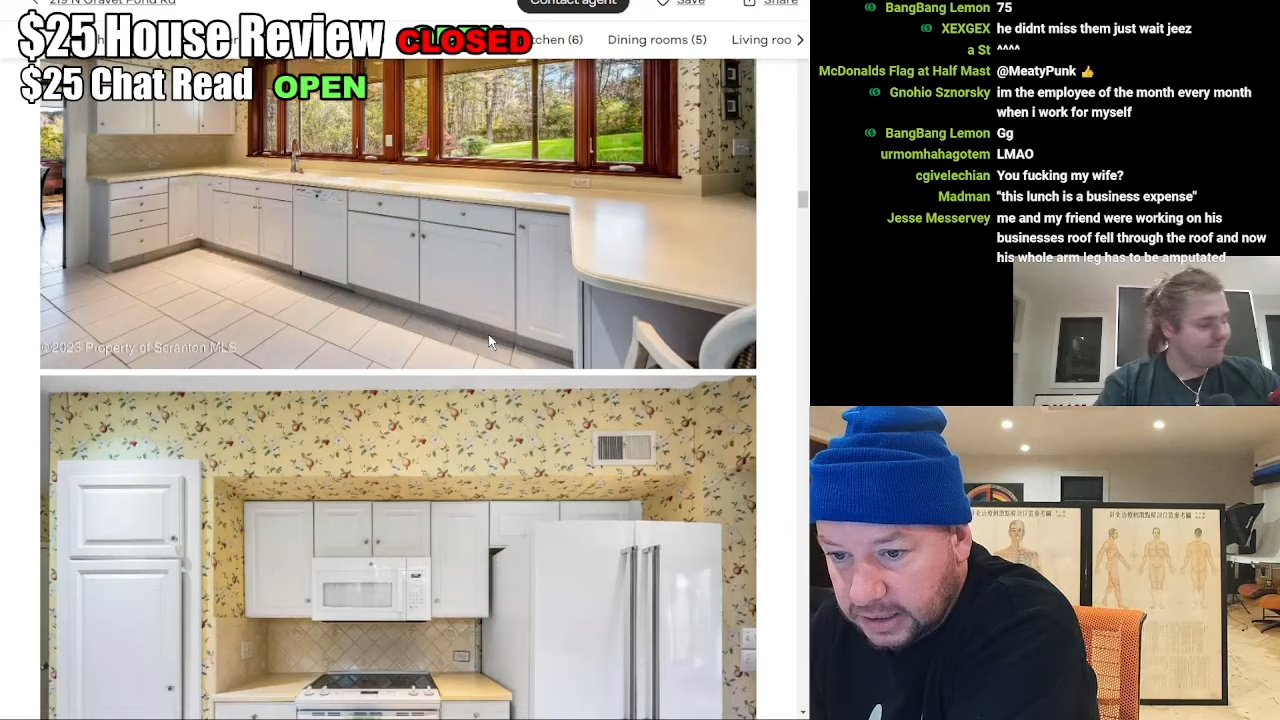 219 N Gravel Pond Rd
Contact agent
Save
Share
$25 House Review CLOSED
$25 Chat Read OPEN
tchen (6)
Dining rooms (5)
Living roo
©2023 Property of Scranton MLS
BangBang Lemon 75
XEXGEX he didnt miss them just wait jeez
a St ^^^^
McDonalds Flag at Half Mast @MeatyPunk 👍
Gnohio Sznorsky im the employee of the month every month
when i work for myself
BangBang Lemon Gg
urmomhahagotem LMAO
cgivelechian You fucking my wife?
Madman "this lunch is a business expense"
Jesse Messervey me and my friend were working on his
businesses roof fell through the roof and now
his whole arm leg has to be amputated